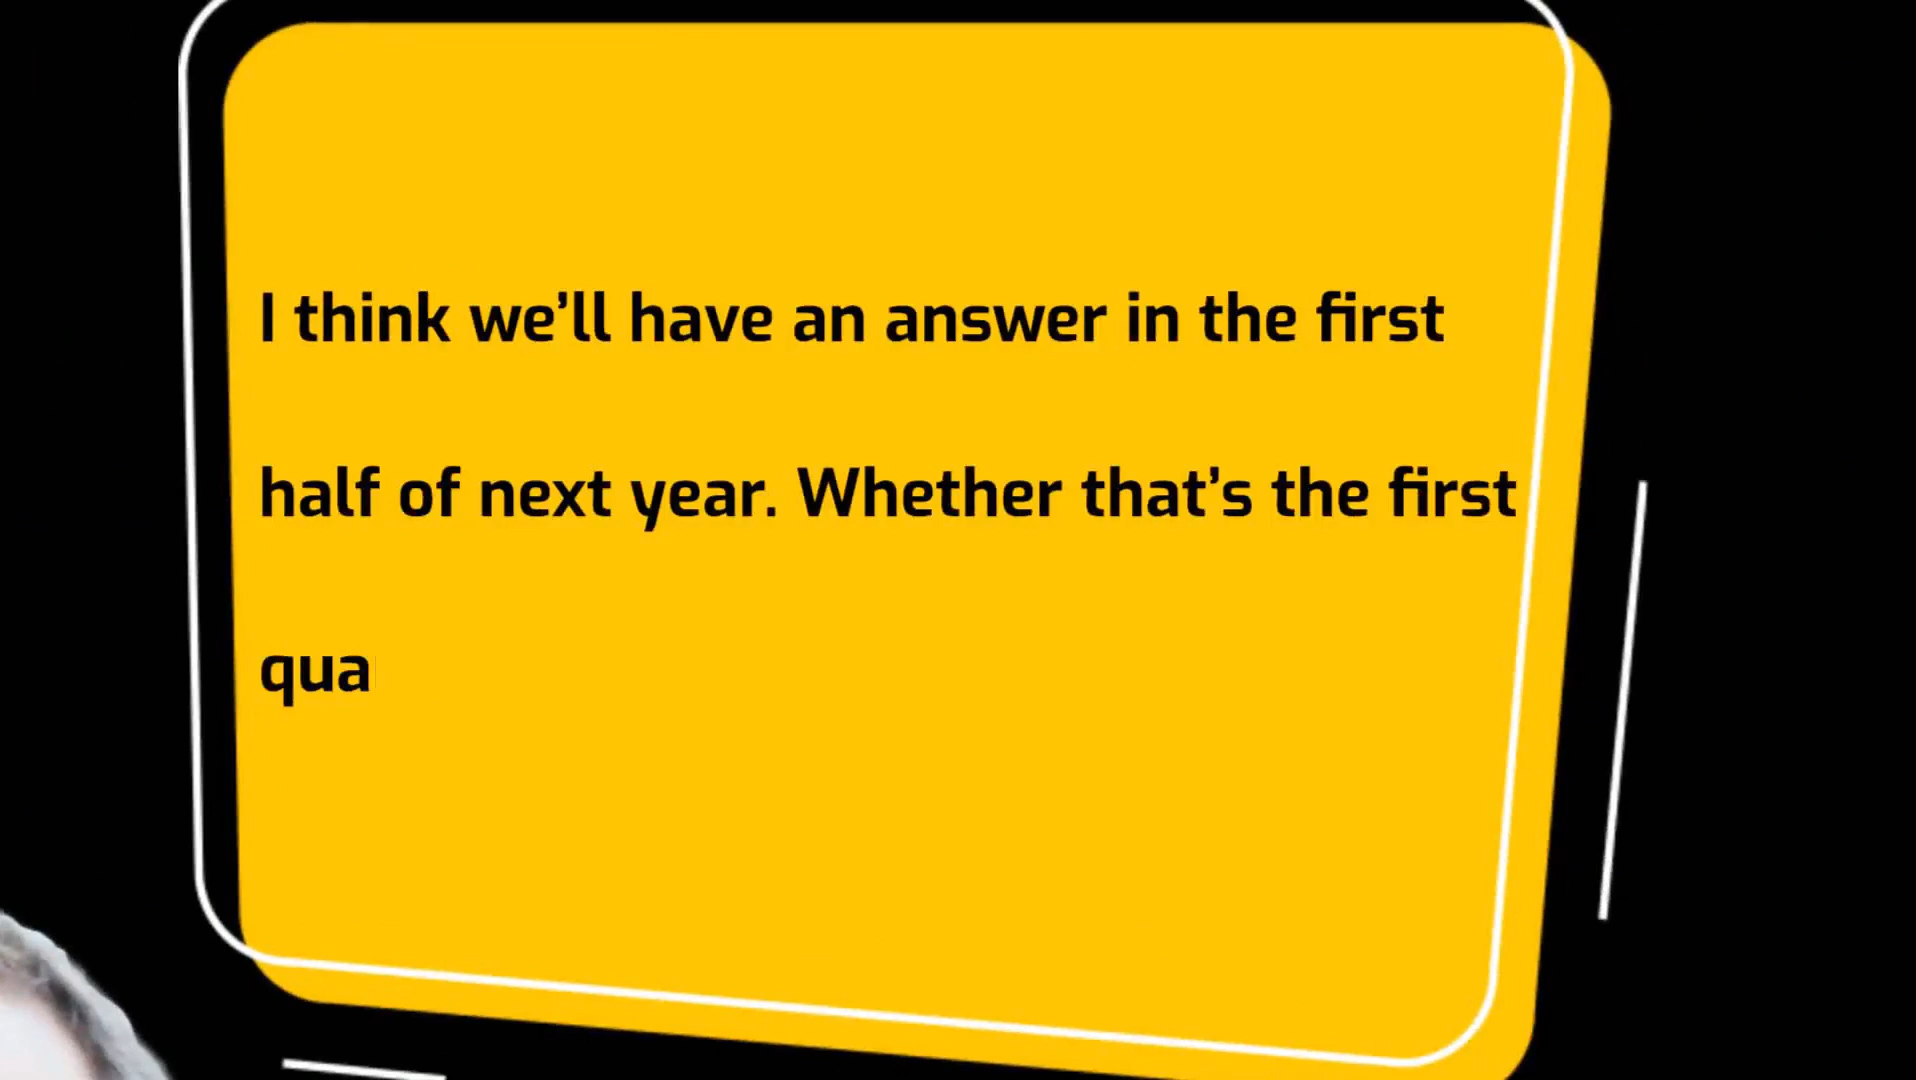 I think we’ll have an answer in the first
half of next year. Whether that’s the first
qua